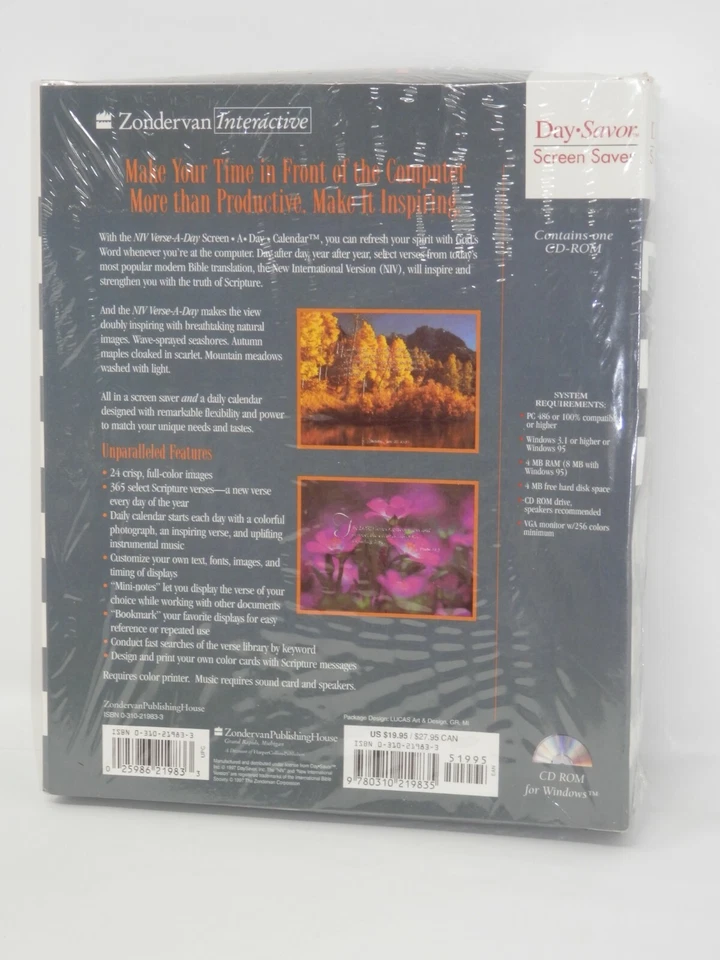 Zondervan Interactive
Day•Savor
Screen Saver
Make Your Time in Front of the Computer
More than Productive. Make It Inspiring.
Contains one
CD-ROM
With the NIV Verse-A-Day Screen • A • Day • Calendar™, you can refresh your spirit with God's
Word whenever you're at the computer. Day after day, year after year, select verses from today's
most popular modern Bible translation, the New International Version (NIV), will inspire and
strengthen you with the truth of Scripture.
And the NIV Verse-A-Day makes the view
doubly inspiring with breathtaking natural
images. Wave-sprayed seashores. Autumn
maples cloaked in scarlet. Mountain meadows
washed with light.
All in a screen saver and a daily calendar
designed with remarkable flexibility and power
to match your unique needs and tastes.
Unparalleled Features
• 24 crisp, full-color images
• 365 select Scripture verses—a new verse
every day of the year
• Daily calendar starts each day with a colorful
photograph, an inspiring verse, and uplifting
instrumental music
• Customize your own text, fonts, images, and
timing of displays
• "Mini-notes" let you display the verse of your
choice while working with other documents
• "Bookmark" your favorite displays for easy
reference or repeated use
• Conduct fast searches of the verse library by keyword
• Design and print your own color cards with Scripture messages
Requires color printer. Music requires sound card and speakers.
SYSTEM
REQUIREMENTS:
• PC 486 or 100% compatible
or higher
• Windows 3.1 or higher or
Windows 95
• 4 MB RAM (8 MB with
Windows 95)
• 4 MB free hard disk space
• CD ROM drive,
speakers recommended
• VGA monitor w/256 colors
minimum
ZondervanPublishingHouse
ISBN 0-310-21983-3
Package Design: LUCAS Art & Design, GR, MI
ISBN 0-310-21983-3
0 25986 21983 3
MPC
ZondervanPublishingHouse
Grand Rapids, Michigan
A Division of HarperCollinsPublishers
US $19.95 / $27.95 CAN
ISBN 0-310-21983-3
51995
9 780310 219835
EAN
CD ROM
for Windows™